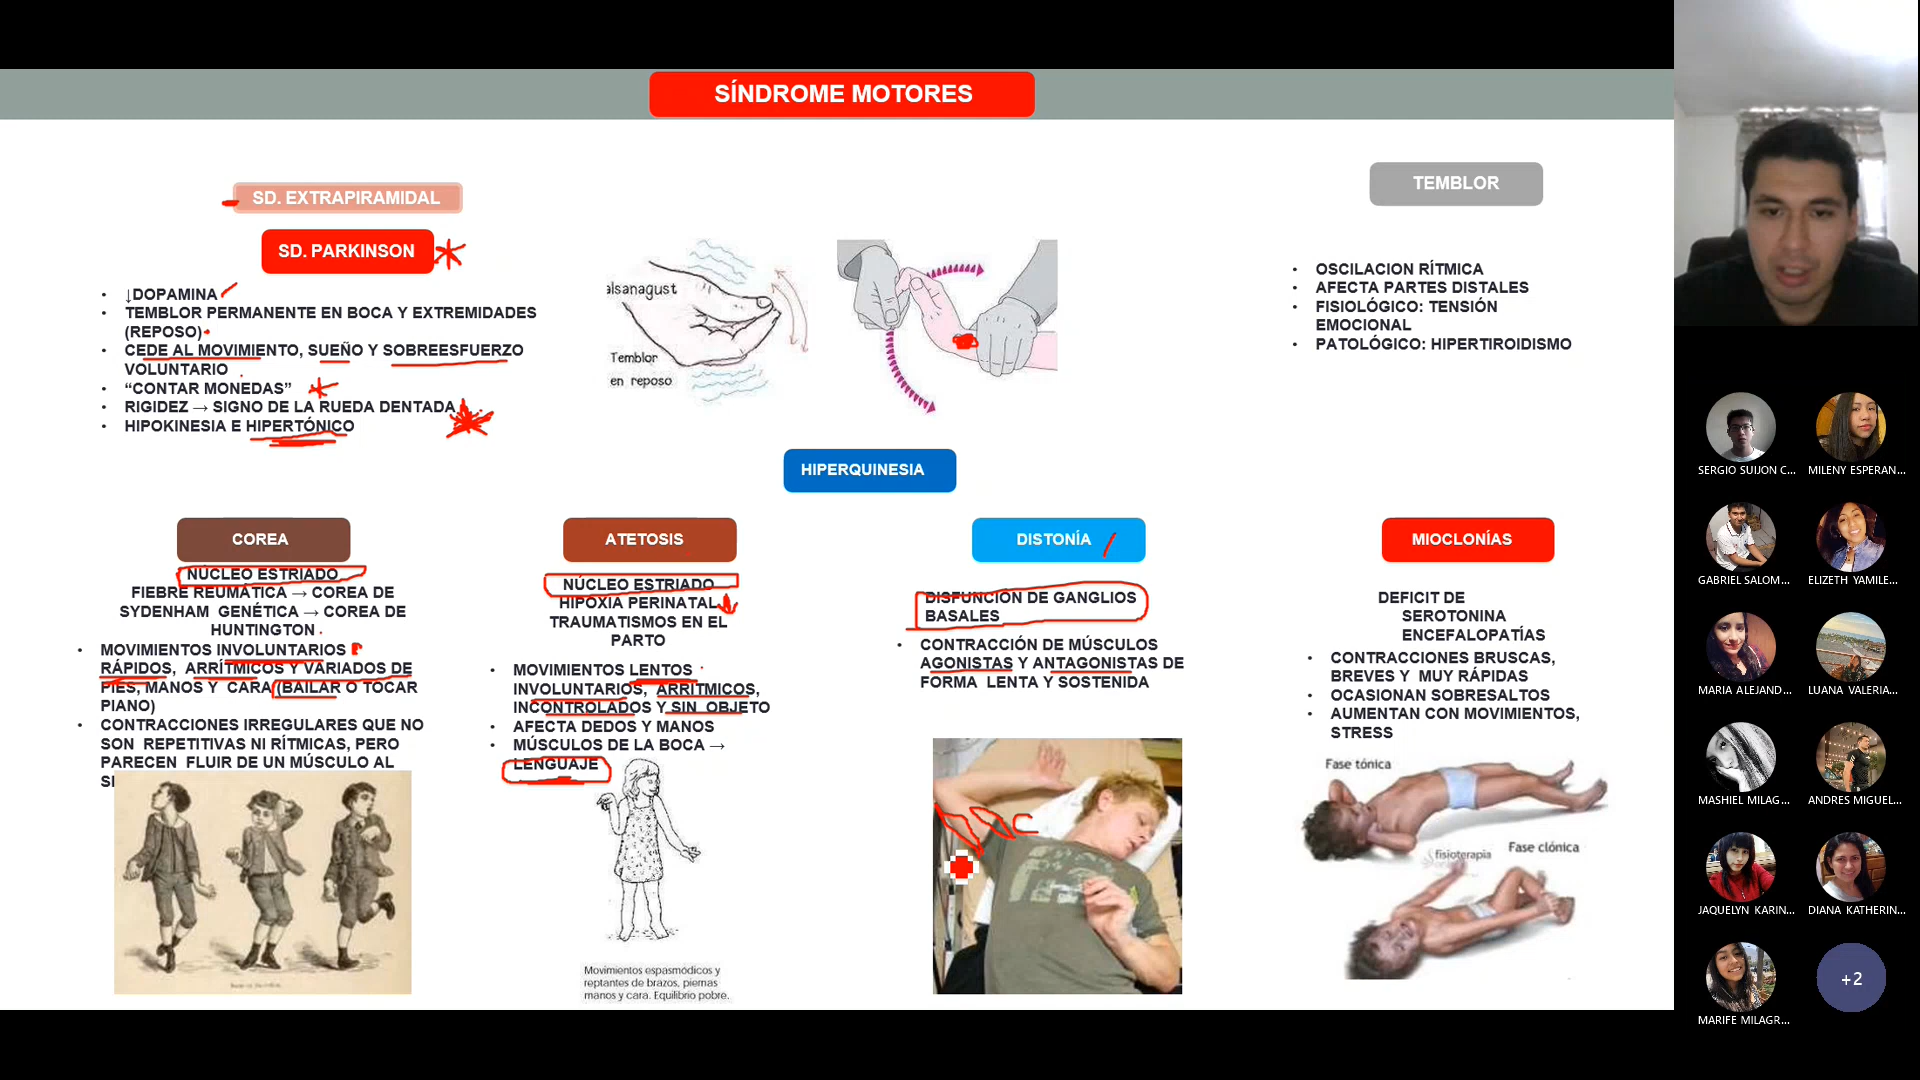 SÍNDROME MOTORES
SD. EXTRAPIRAMIDAL
SD. PARKINSON
• ↓DOPAMINA
• TEMBLOR PERMANENTE EN BOCA Y EXTREMIDADES
(REPOSO)
• CEDE AL MOVIMIENTO, SUEÑO Y SOBREESFUERZO
VOLUNTARIO
• “CONTAR MONEDAS”
• RIGIDEZ → SIGNO DE LA RUEDA DENTADA
• HIPOKINESIA E HIPERTÓNICO
alsanagust
Temblor
en reposo
TEMBLOR
• OSCILACION RÍTMICA
• AFECTA PARTES DISTALES
• FISIOLÓGICO: TENSIÓN
EMOCIONAL
• PATOLÓGICO: HIPERTIROIDISMO
HIPERQUINESIA
COREA
NÚCLEO ESTRIADO
FIEBRE REUMÁTICA → COREA DE
SYDENHAM GENÉTICA → COREA DE
HUNTINGTON
• MOVIMIENTOS INVOLUNTARIOS
RÁPIDOS, ARRÍTMICOS Y VARIADOS DE
PIES, MANOS Y CARA (BAILAR O TOCAR
PIANO)
• CONTRACCIONES IRREGULARES QUE NO
SON REPETITIVAS NI RÍTMICAS, PERO
PARECEN FLUIR DE UN MÚSCULO AL
ATETOSIS
NÚCLEO ESTRIADO
HIPOXIA PERINATAL
TRAUMATISMOS EN EL
PARTO
• MOVIMIENTOS LENTOS
INVOLUNTARIOS, ARRITMICOS,
INCONTROLADOS Y SIN OBJETO
• AFECTA DEDOS Y MANOS
• MÚSCULOS DE LA BOCA →
LENGUAJE
Movimientos espasmódicos y
reptantes de brazos, piernas
manos y cara. Equilibrio pobre.
DISTONÍA
DISFUNCIÓN DE GANGLIOS
BASALES
• CONTRACCIÓN DE MÚSCULOS
AGONISTAS Y ANTAGONISTAS DE
FORMA LENTA Y SOSTENIDA
MIOCLONÍAS
DEFICIT DE
SEROTONINA
ENCEFALOPATÍAS
• CONTRACCIONES BRUSCAS,
BREVES Y MUY RÁPIDAS
• OCASIONAN SOBRESALTOS
• AUMENTAN CON MOVIMIENTOS,
STRESS
Fase tónica
Fase clónica
fisioterapia
SERGIO SUIJON C...
MILENY ESPERAN...
GABRIEL SALOM...
ELIZETH YAMILE...
MARIA ALEJAND...
LUANA VALERIA...
MASHIEL MILAG...
ANDRES MIGUEL...
JAQUELYN KARIN...
DIANA KATHERIN...
MARIFE MILAGR...
+2